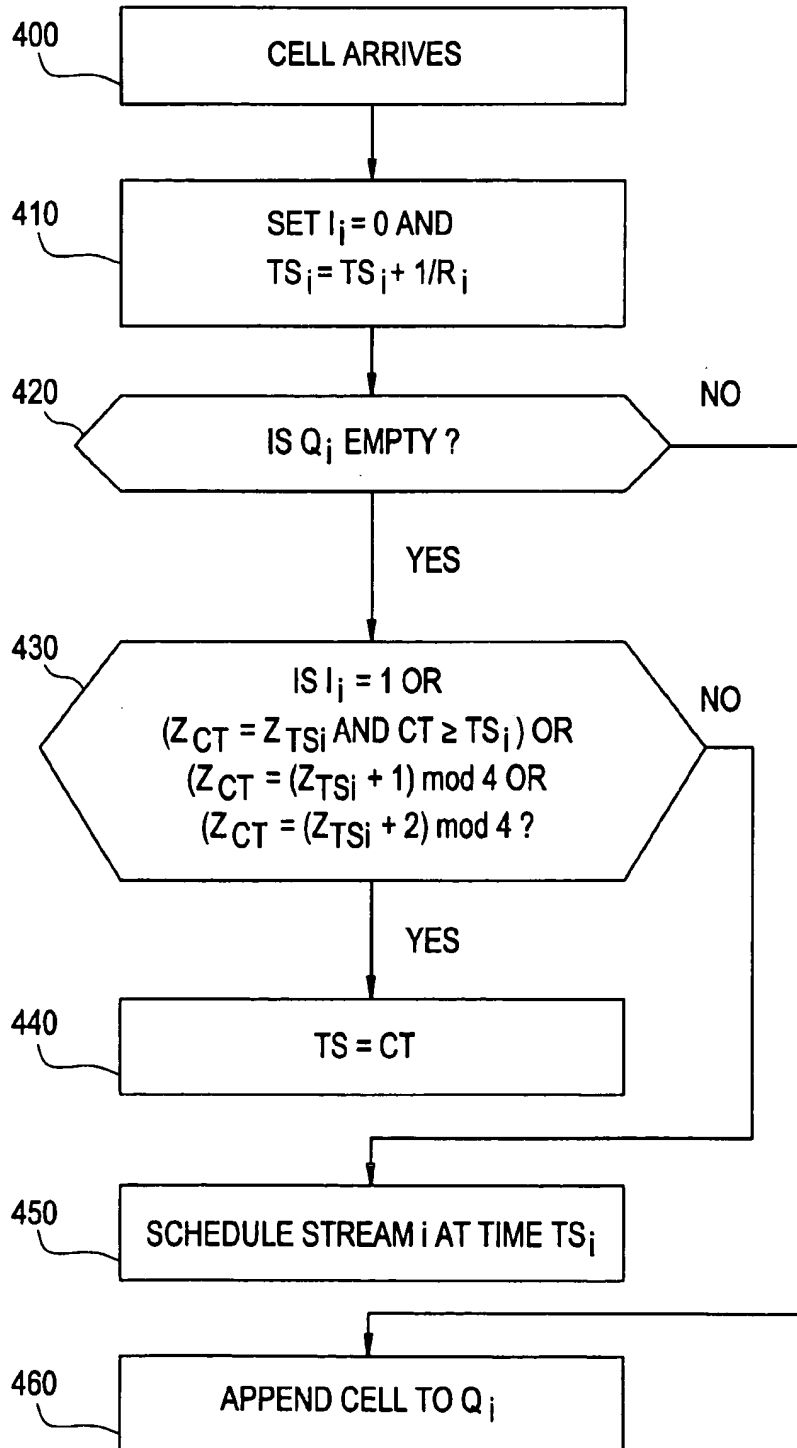 400
CELL ARRIVES
410
SET I_i = 0 AND
TS_i = TS_i + 1/R_i
420
NO
IS Q_i EMPTY ?
YES
430
IS I_i = 1 OR
NO
(Z_CT = Z_TSi AND CT ≥ TS_i) OR
(Z_CT = (Z_TSi + 1) mod 4 OR
(Z_CT = (Z_TSi + 2) mod 4 ?
YES
440
TS = CT
450
SCHEDULE STREAM i AT TIME TS_i
460
APPEND CELL TO Q_i